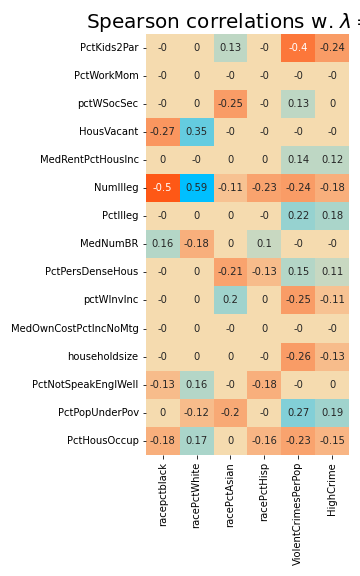 Spearson correlations w. λ =
PctKids2Par -0 0 0.13 -0 -0.4 -0.24
PctWorkMom -0 0 -0 -0 -0 -0
pctWSocSec -0 0 -0.25 -0 0.13 0
HousVacant -0.27 0.35 -0 -0 -0 -0
MedRentPctHousInc 0 -0 0 0 0.14 0.12
NumIlleg -0.5 0.59 -0.11 -0.23 -0.24 -0.18
PctIlleg -0 0 0 -0 0.22 0.18
MedNumBR 0.16 -0.18 0 0.1 -0 -0
PctPersDenseHous -0 0 -0.21 -0.13 0.15 0.11
pctWInvInc -0 0 0.2 0 -0.25 -0.11
MedOwnCostPctIncNoMtg -0 0 -0 0 -0 -0
householdsize -0 0 0 -0 -0.26 -0.13
PctNotSpeakEnglWell -0.13 0.16 -0 -0.18 -0 0
PctPopUnderPov 0 -0.12 -0.2 -0 0.27 0.19
PctHousOccup -0.18 0.17 0 -0.16 -0.23 -0.15
racepctblack
racePctWhite
racePctAsian
racePctHisp
ViolentCrimesPerPop
HighCrime